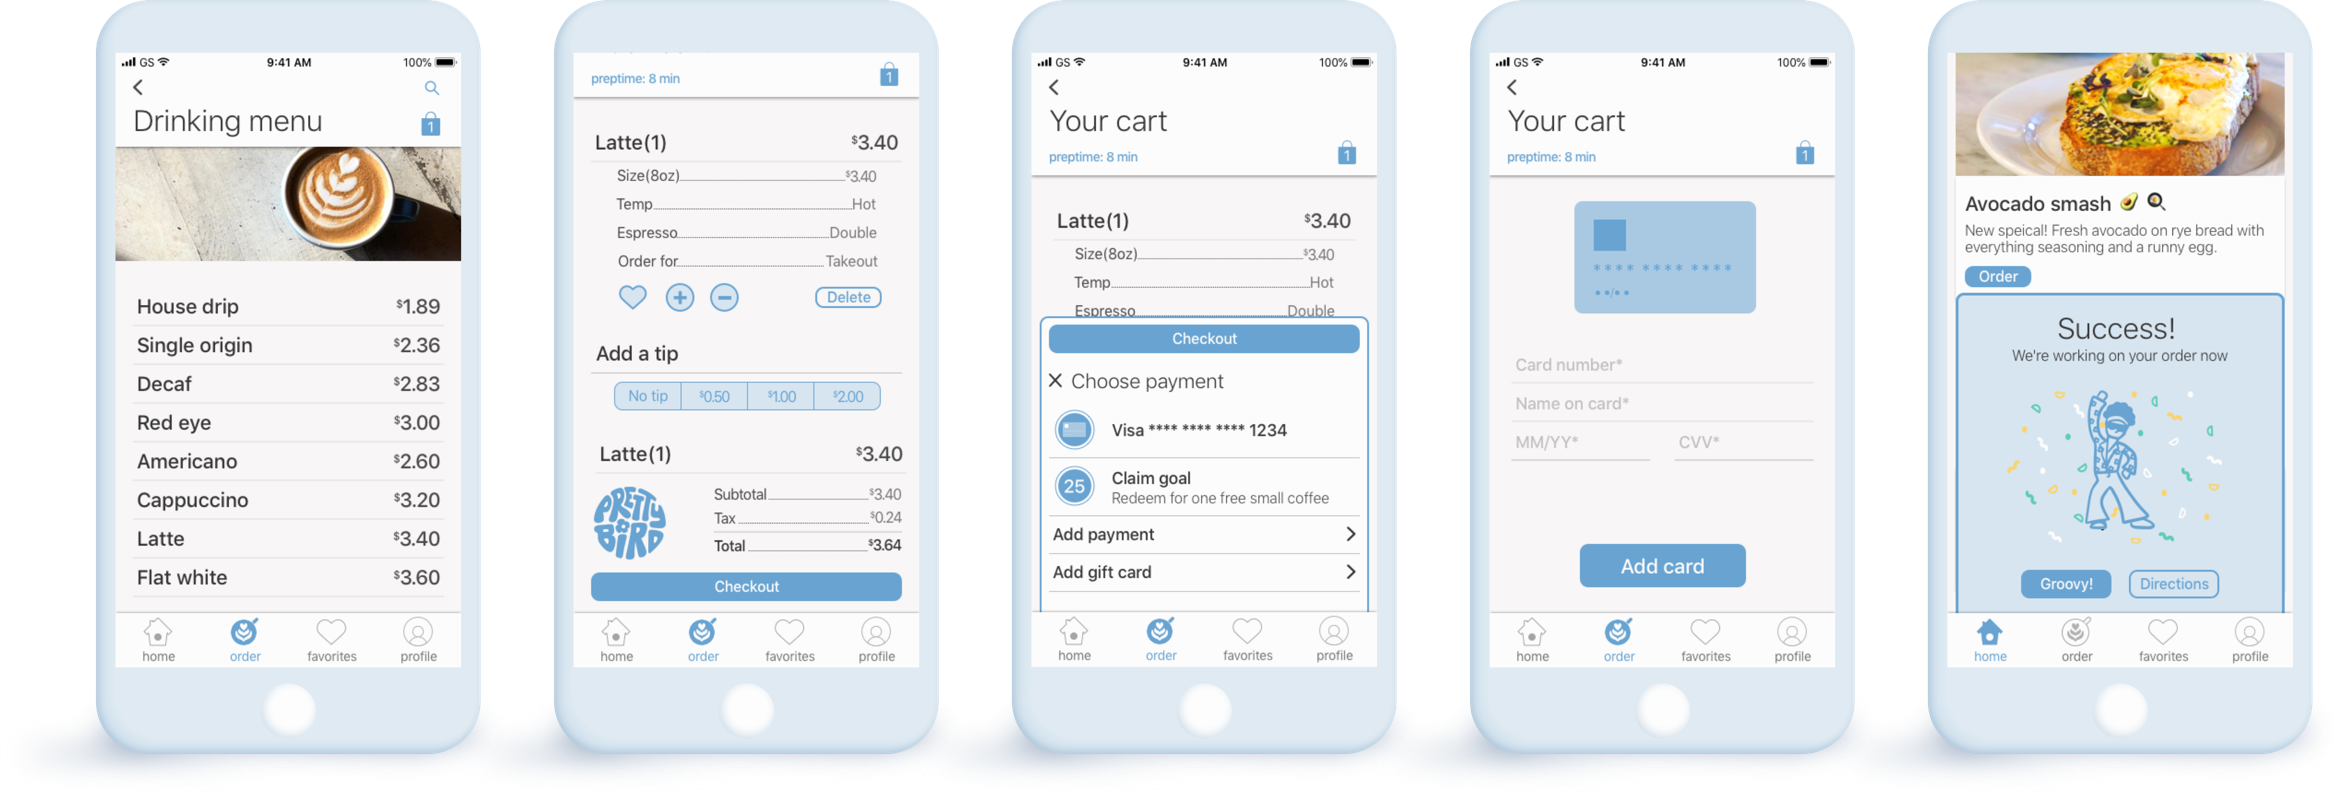 GS 9:41 AM 100%
Drinking menu
1
House drip $1.89
Single origin $2.36
Decaf $2.83
Red eye $3.00
Americano $2.60
Cappuccino $3.20
Latte $3.40
Flat white $3.60
home order favorites profile
preptime: 8 min 1
Latte(1) $3.40
Size(8oz) $3.40
Temp Hot
Espresso Double
Order for Takeout
Delete
Add a tip
No tip $0.50 $1.00 $2.00
Latte(1) $3.40
PRETTY
BIRD
Subtotal $3.40
Tax $0.24
Total $3.64
Checkout
home order favorites profile
GS 9:41 AM 100%
Your cart
preptime: 8 min 1
Latte(1) $3.40
Size(8oz) $3.40
Temp Hot
Espresso Double
Checkout
Choose payment
Visa **** **** **** 1234
25 Claim goal
Redeem for one free small coffee
Add payment
Add gift card
home order favorites profile
GS 9:41 AM 100%
Your cart
preptime: 8 min 1
**** **** ****
••/••
Card number*
Name on card*
MM/YY* CVV*
Add card
home order favorites profile
Avocado smash 🥑 🍳
New speical! Fresh avocado on rye bread with
everything seasoning and a runny egg.
Order
Success!
We're working on your order now
Groovy! Directions
home order favorites profile